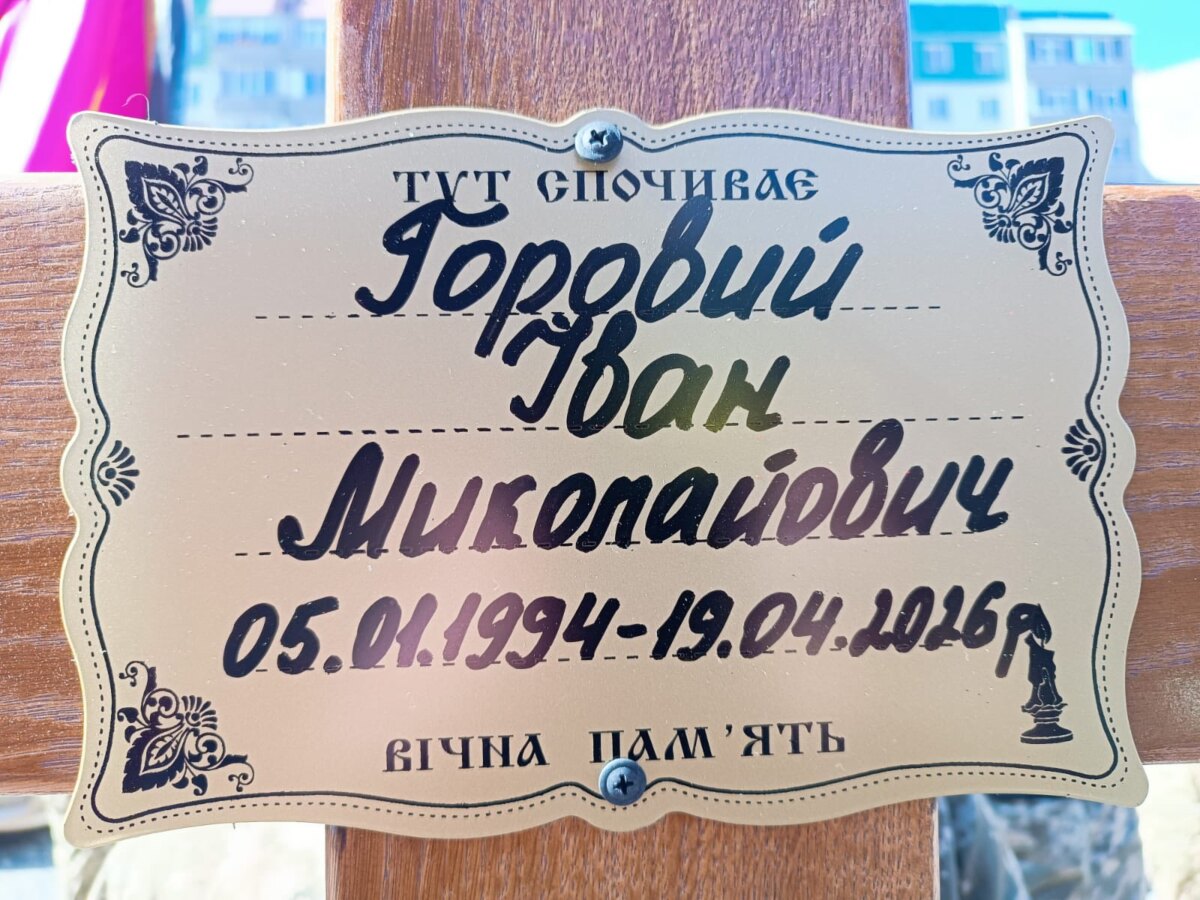 ТУТ СПОЧИВАЄ
Горовий
Іван
Миколайович
05.01.1994-19.04.2026р
ВІЧНА ПАМ'ЯТЬ